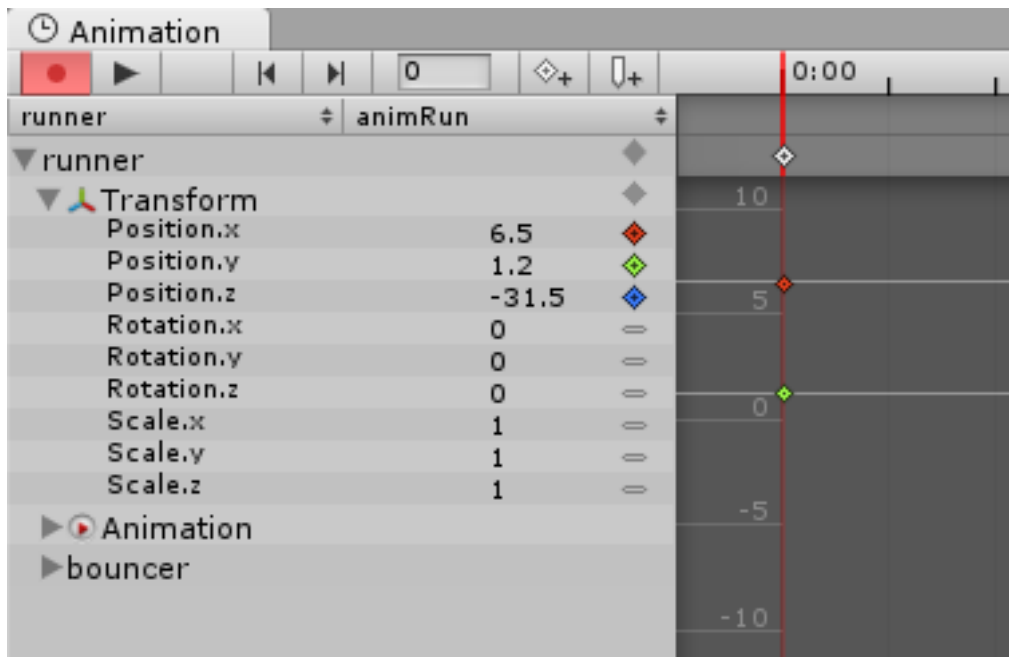 Animation
0 0:00
runner animRun
runner
Transform
Position.x 6.5
Position.y 1.2
Position.z -31.5
Rotation.x 0
Rotation.y 0
Rotation.z 0
Scale.x 1
Scale.y 1
Scale.z 1
Animation
bouncer
10
5
0
-5
-10